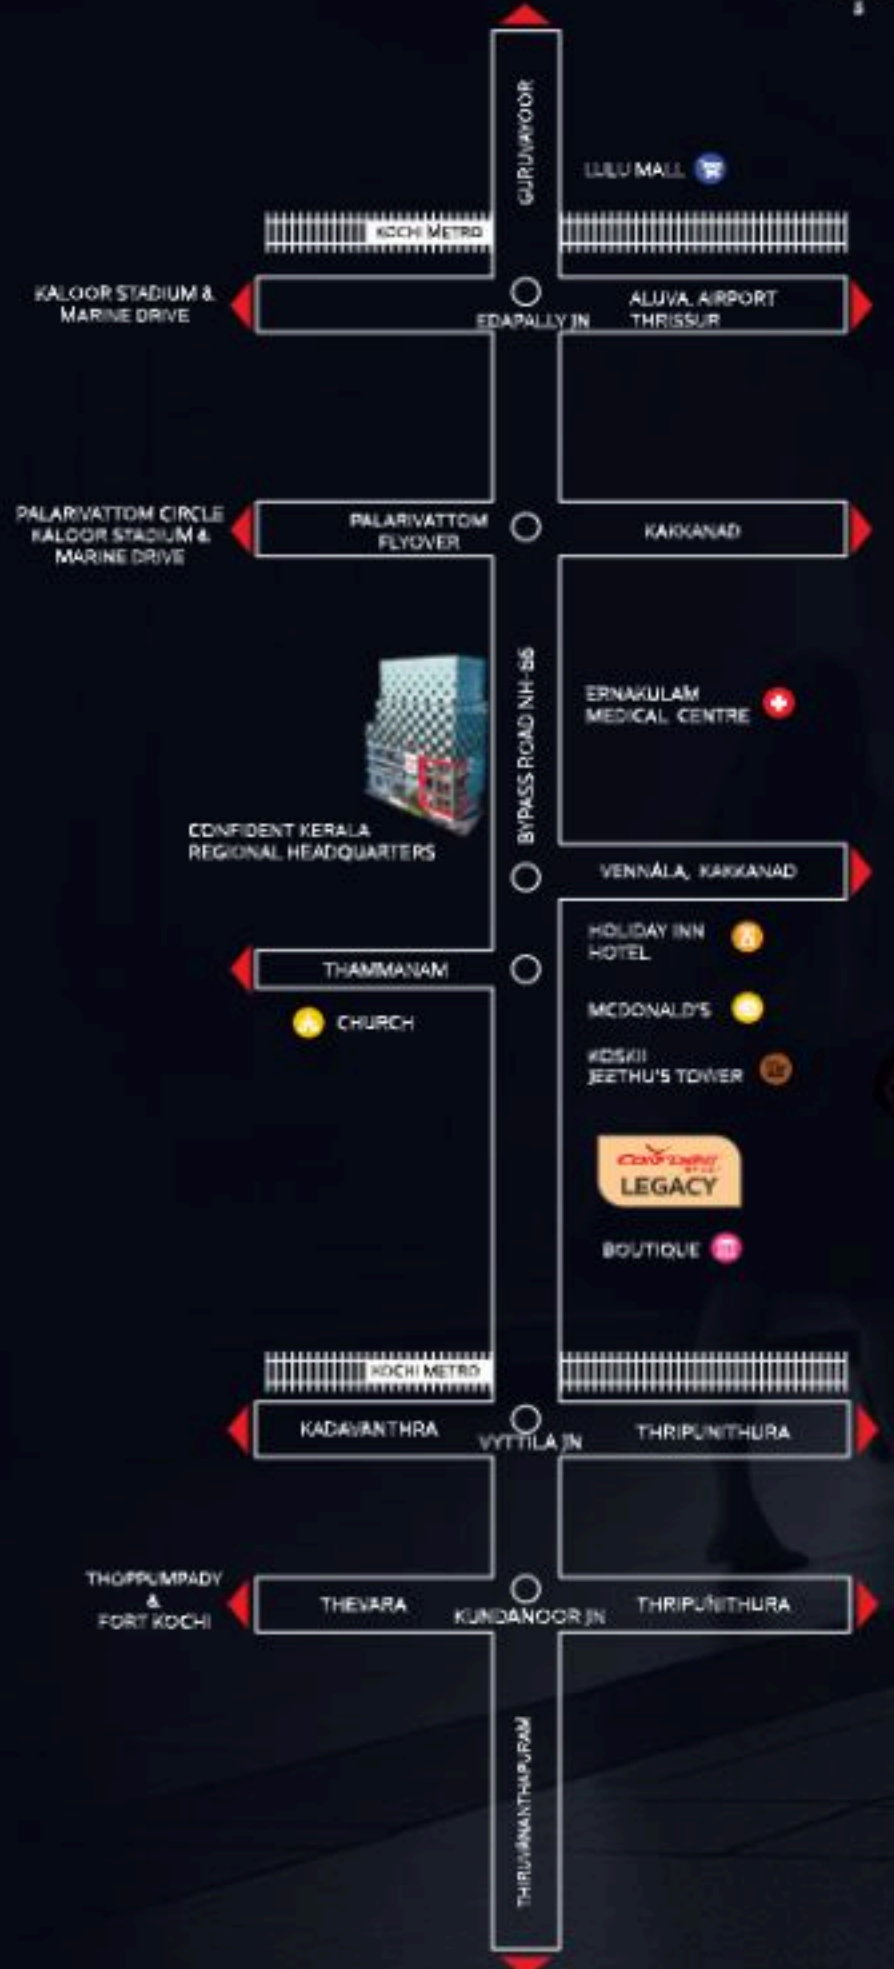 GURUVAYOOR
LULU MALL
KOCHI METRO
KALOOR STADIUM &
MARINE DRIVE
EDAPALLY JN
ALUVA, AIRPORT
THRISSUR
PALARIVATTOM CIRCLE
KALOOR STADIUM &
MARINE DRIVE
PALARIVATTOM
FLYOVER
KAKKANAD
BYPASS ROAD NH-66
ERNAKULAM
MEDICAL CENTRE
CONFIDENT KERALA
REGIONAL HEADQUARTERS
VENNALA, KAKKANAD
HOLIDAY INN
HOTEL
THAMMANAM
CHURCH
MCDONALD'S
KOSKII
JEETHU'S TOWER
Confident
LEGACY
BOUTIQUE
KOCHI METRO
KADAVANTHRA
VYTTILA JN
THRIPUNITHURA
THOPPUMPADY
&
FORT KOCHI
THEVARA
KUNDANOOR JN
THRIPUNITHURA
THIRUVANANTHAPURAM